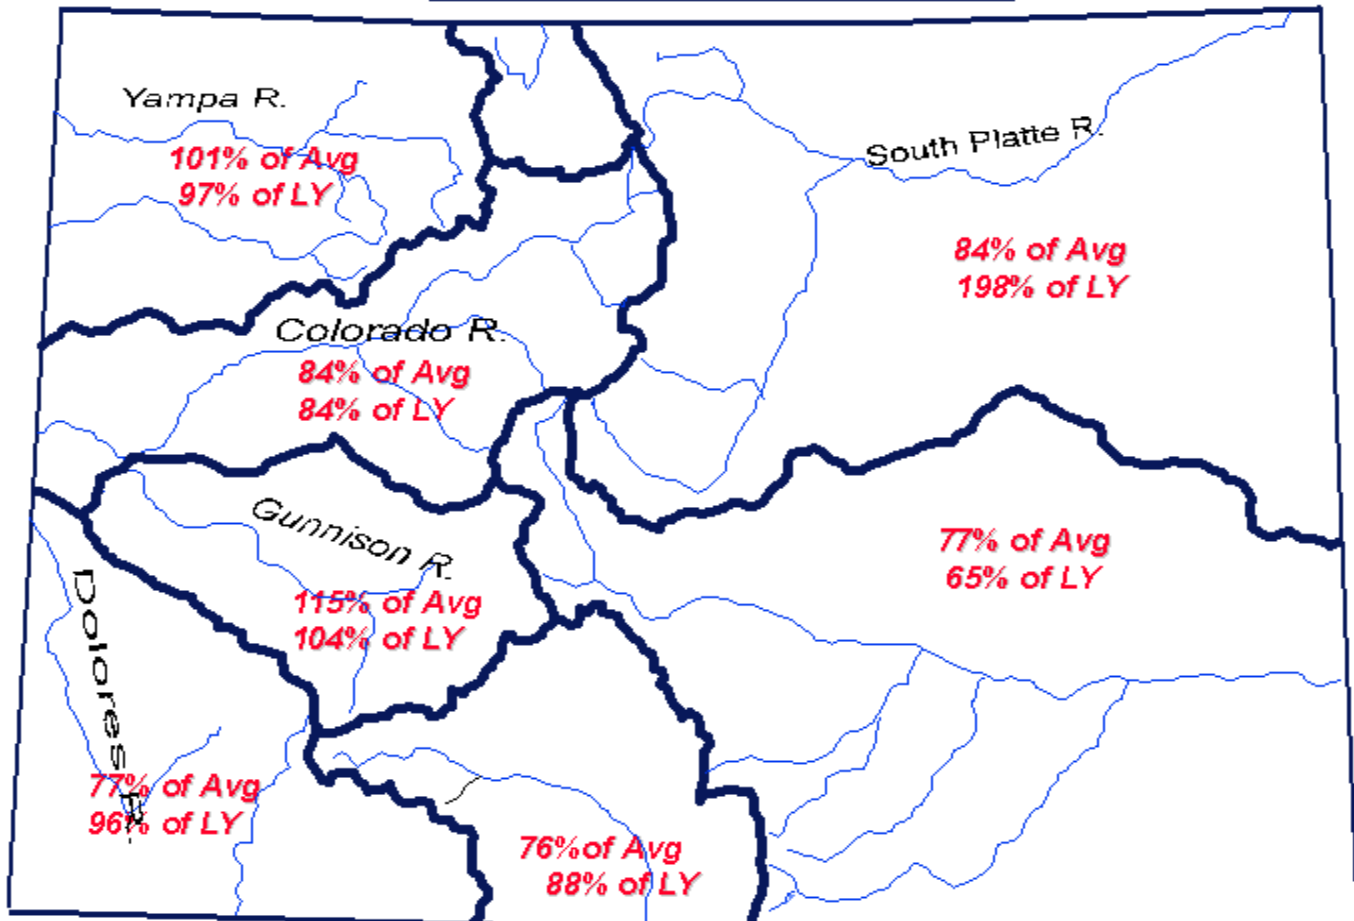 Yampa R.
101% of Avg
97% of LY
South Platte R.
84% of Avg
198% of LY
Colorado R.
84% of Avg
84% of LY
Gunnison R.
115% of Avg
104% of LY
77% of Avg
65% of LY
Dolores R.
77% of Avg
96% of LY
76%of Avg
88% of LY